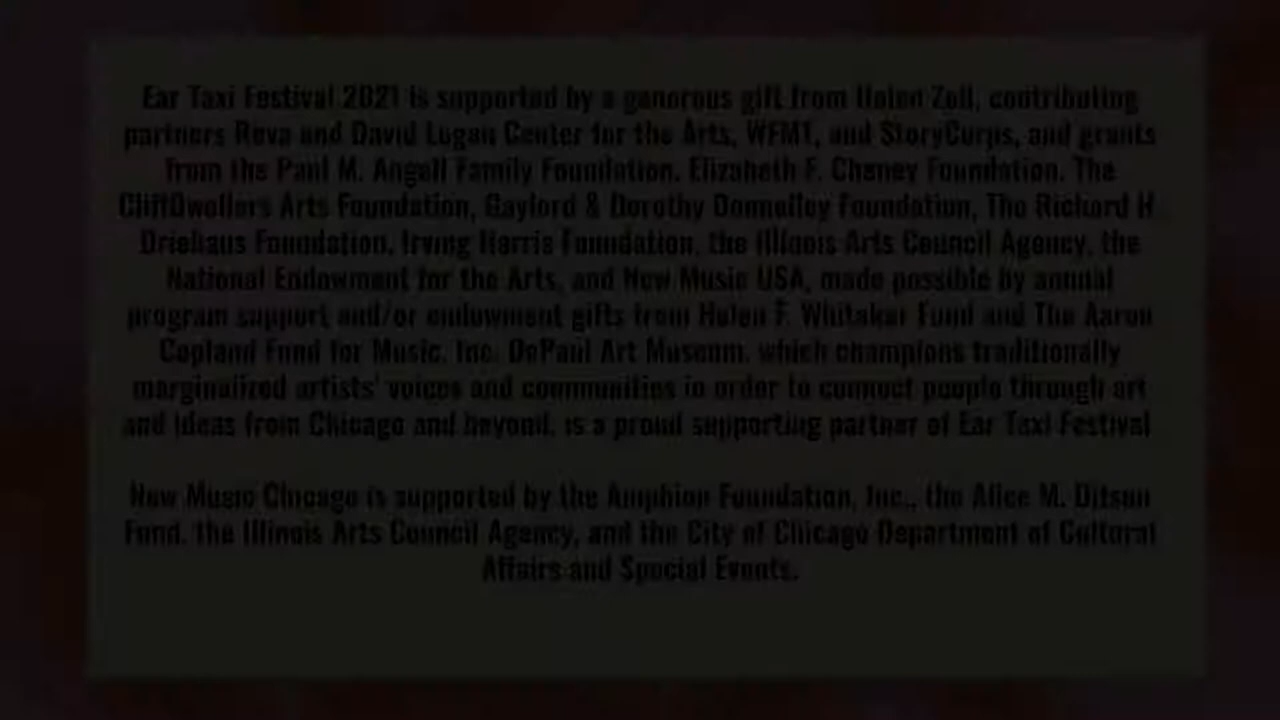 Ear Taxi Festival 2021 is supported by a generous gift from Helen Zell, contributing
partners Reva and David Logan Center for the Arts, WFMT, and StoryCorps, and grants
from the Paul M. Angell Family Foundation, Elizabeth F. Cheney Foundation, The
CliffDwellers Arts Foundation, Gaylord & Dorothy Donnelley Foundation, The Richard H
Driehaus Foundation, Irving Harris Foundation, the Illinois Arts Council Agency, the
National Endowment for the Arts, and New Music USA, made possible by annual
program support and/or endowment gifts from Helen F. Whitaker Fund and The Aaron
Copland Fund for Music, Inc. DePaul Art Museum, which champions traditionally
marginalized artists' voices and communities in order to connect people through art
and ideas from Chicago and beyond, is a proud supporting partner of Ear Taxi Festival
New Music Chicago is supported by the Amphion Foundation, Inc., the Alice M. Ditson
Fund, the Illinois Arts Council Agency, and the City of Chicago Department of Cultural
Affairs and Special Events.